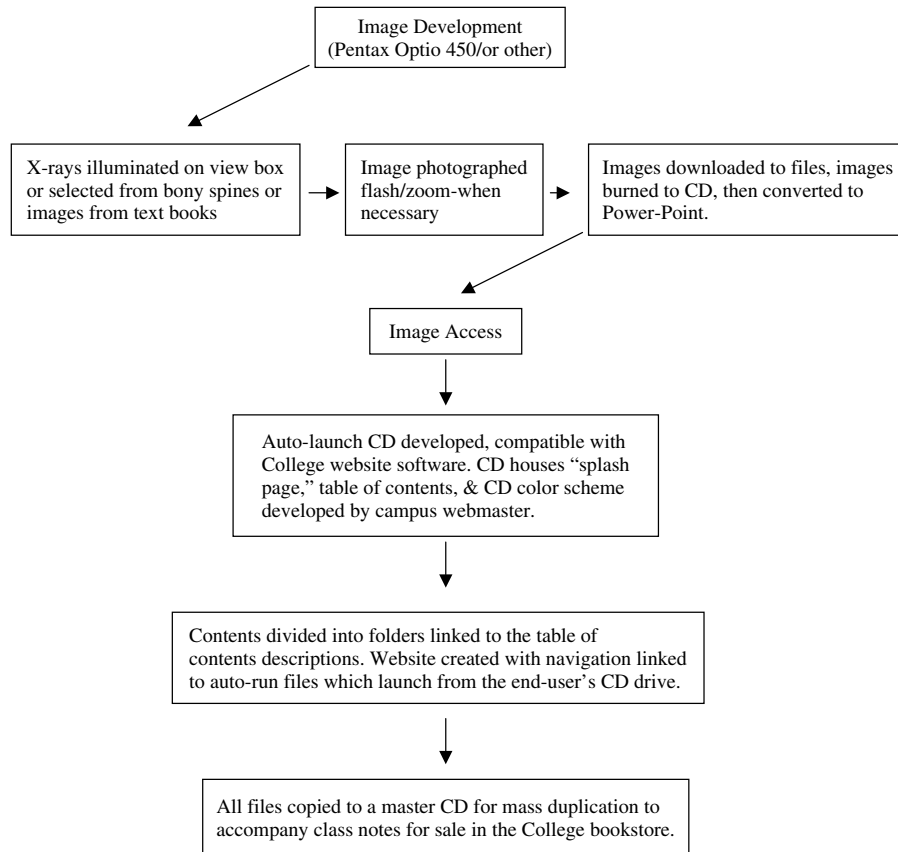 Image Development
(Pentax Optio 450/or other)
X-rays illuminated on view box
or selected from bony spines or
images from text books
Image photographed
flash/zoom-when
necessary
Images downloaded to files, images
burned to CD, then converted to
Power-Point.
Image Access
Auto-launch CD developed, compatible with
College website software. CD houses “splash
page,” table of contents, & CD color scheme
developed by campus webmaster.
Contents divided into folders linked to the table of
contents descriptions. Website created with navigation linked
to auto-run files which launch from the end-user’s CD drive.
All files copied to a master CD for mass duplication to
accompany class notes for sale in the College bookstore.